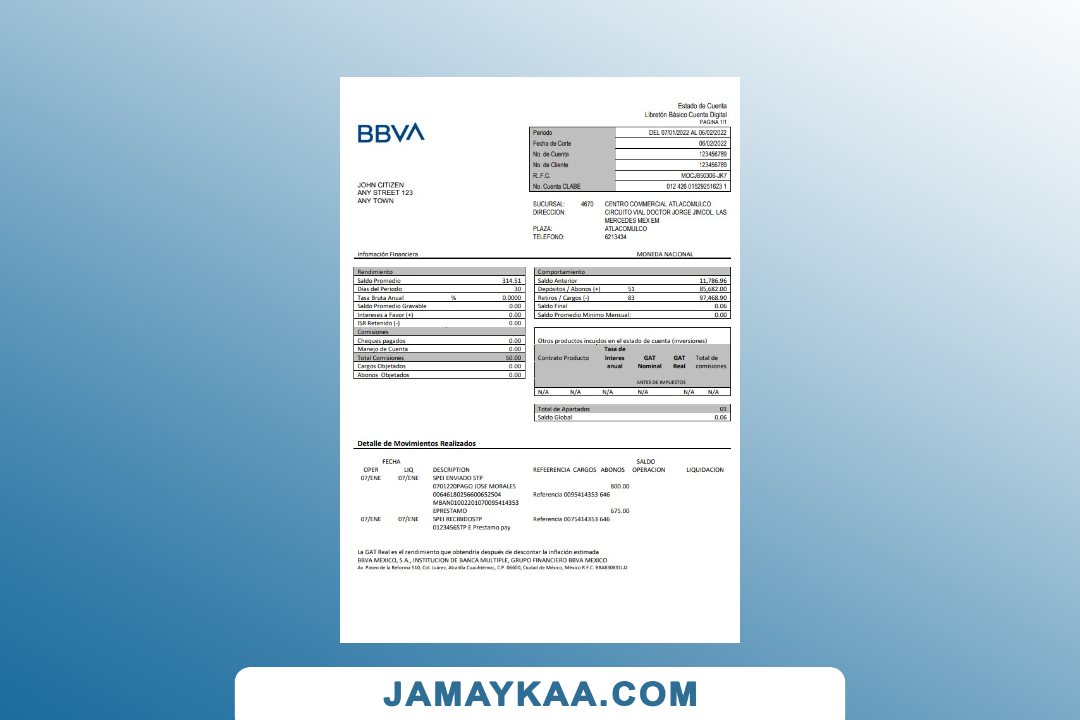 Estado de Cuenta
Libretón Básico Cuenta Digital
PAGINA 1/1
BBVA
Periodo DEL 07/01/2022 AL 06/02/2022
Fecha de Corte 06/02/2022
No. de Cuenta 123456789
No. de Cliente 123456789
R..F.C. MOCJ850306-JK7
No. Cuenta CLABE 012 426 01529251623 1
JOHN CITIZEN
ANY STREET 123
ANY TOWN
SUCURSAL: 4670 CENTRO COMMERCIAL ATLACOMULCO
DIRECCION: CIRCUITO VIAL DOCTOR JORGE JIMCOL, LAS
MERCEDES MEX EM
PLAZA: ATLACOMULCO
TELEFONO: 6213434
Infomación Financiera MONEDA NACIONAL
Rendimiento
Saldo Promedio 314.51
Dias del Periodo 30
Tasa Bruta Anual % 0.0000
Saldo Promedio Gravable 0.00
Intereses a Favor (+) 0.00
ISR Retenido (-) 0.00
Comisiones
Cheques pagados 0.00
Manejo de Cuenta 0.00
Total Comisiones 50.00
Cargos Objetados 0.00
Abonos Objetados 0.00
Comportamiento
Saldo Anterior 11,786.96
Depósitos / Abonos (+) 51 85,682.00
Retiros / Cargos (-) 83 97,468.90
Saldo Final 0.06
Saldo Promedio Minimo Mensual: 0.00
Otros productos incuidos en el estado de cuenta (inversiones)
Tasa de
Contrato Producto Interes GAT GAT Total de
anual Nominal Real comisiones
ANTES DE IMPUESTOS
N/A N/A N/A N/A N/A N/A
Total de Apartados 01
Saldo Global 0.06
Detalle de Movimientos Realizados
FECHA SALDO
OPER LIQ DESCRIPTION REFEERENCIA CARGOS ABONOS OPERACION LIQUIDACION
07/ENE 07/ENE SPEI ENVIADO STP
0701220PAGO JOSE MORALES 800.00
00646180256600652504 Referencia 0095414353 646
MBAN01002201070095414353
EPRESTAMO 675.00
07/ENE 07/ENE SPEI RECIBIDOSTP Referencia 0075414353 646
0123456STP E Prestamo pay
La GAT Real es el rendimiento que obtendría después de descontar la inflación estimada
BBVA MEXICO, S.A., INSTITUCION DE BANCA MULTIPLE, GRUPO FINANCIERO BBVA MEXICO
Av. Paseo de la Reforma 510, Col. Juárez, Alcaldía Cuauhtémoc, C.P. 06600, Ciudad de México, México R.F.C. BBA830831LJ2
JAMAYKAA.COM